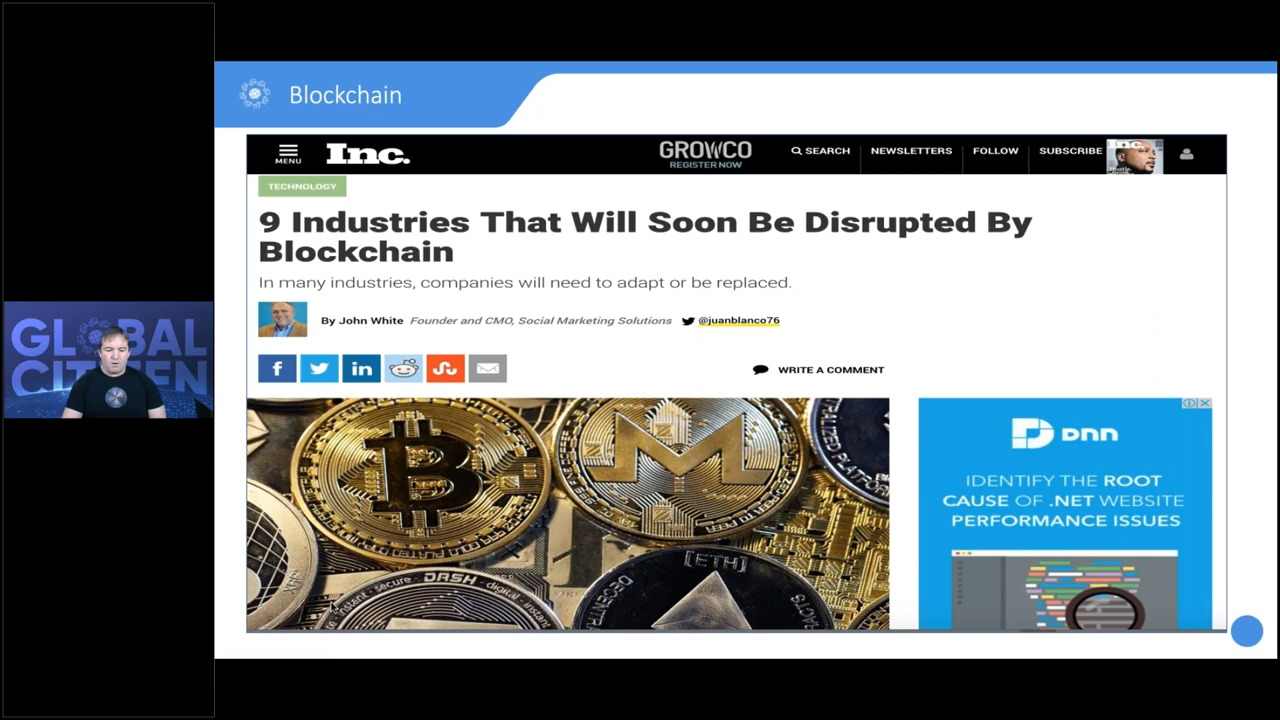 Blockchain
MENU
Inc.
GROWCO
REGISTER NOW
SEARCH
NEWSLETTERS
FOLLOW
SUBSCRIBE
Inc.
TECHNOLOGY
9 Industries That Will Soon Be Disrupted By
Blockchain
In many industries, companies will need to adapt or be replaced.
By John White Founder and CMO, Social Marketing Solutions @juanblanco76
WRITE A COMMENT
DASH
[ETH]
DNN
IDENTIFY THE ROOT
CAUSE OF .NET WEBSITE
PERFORMANCE ISSUES
GLOBAL
CITIZEN